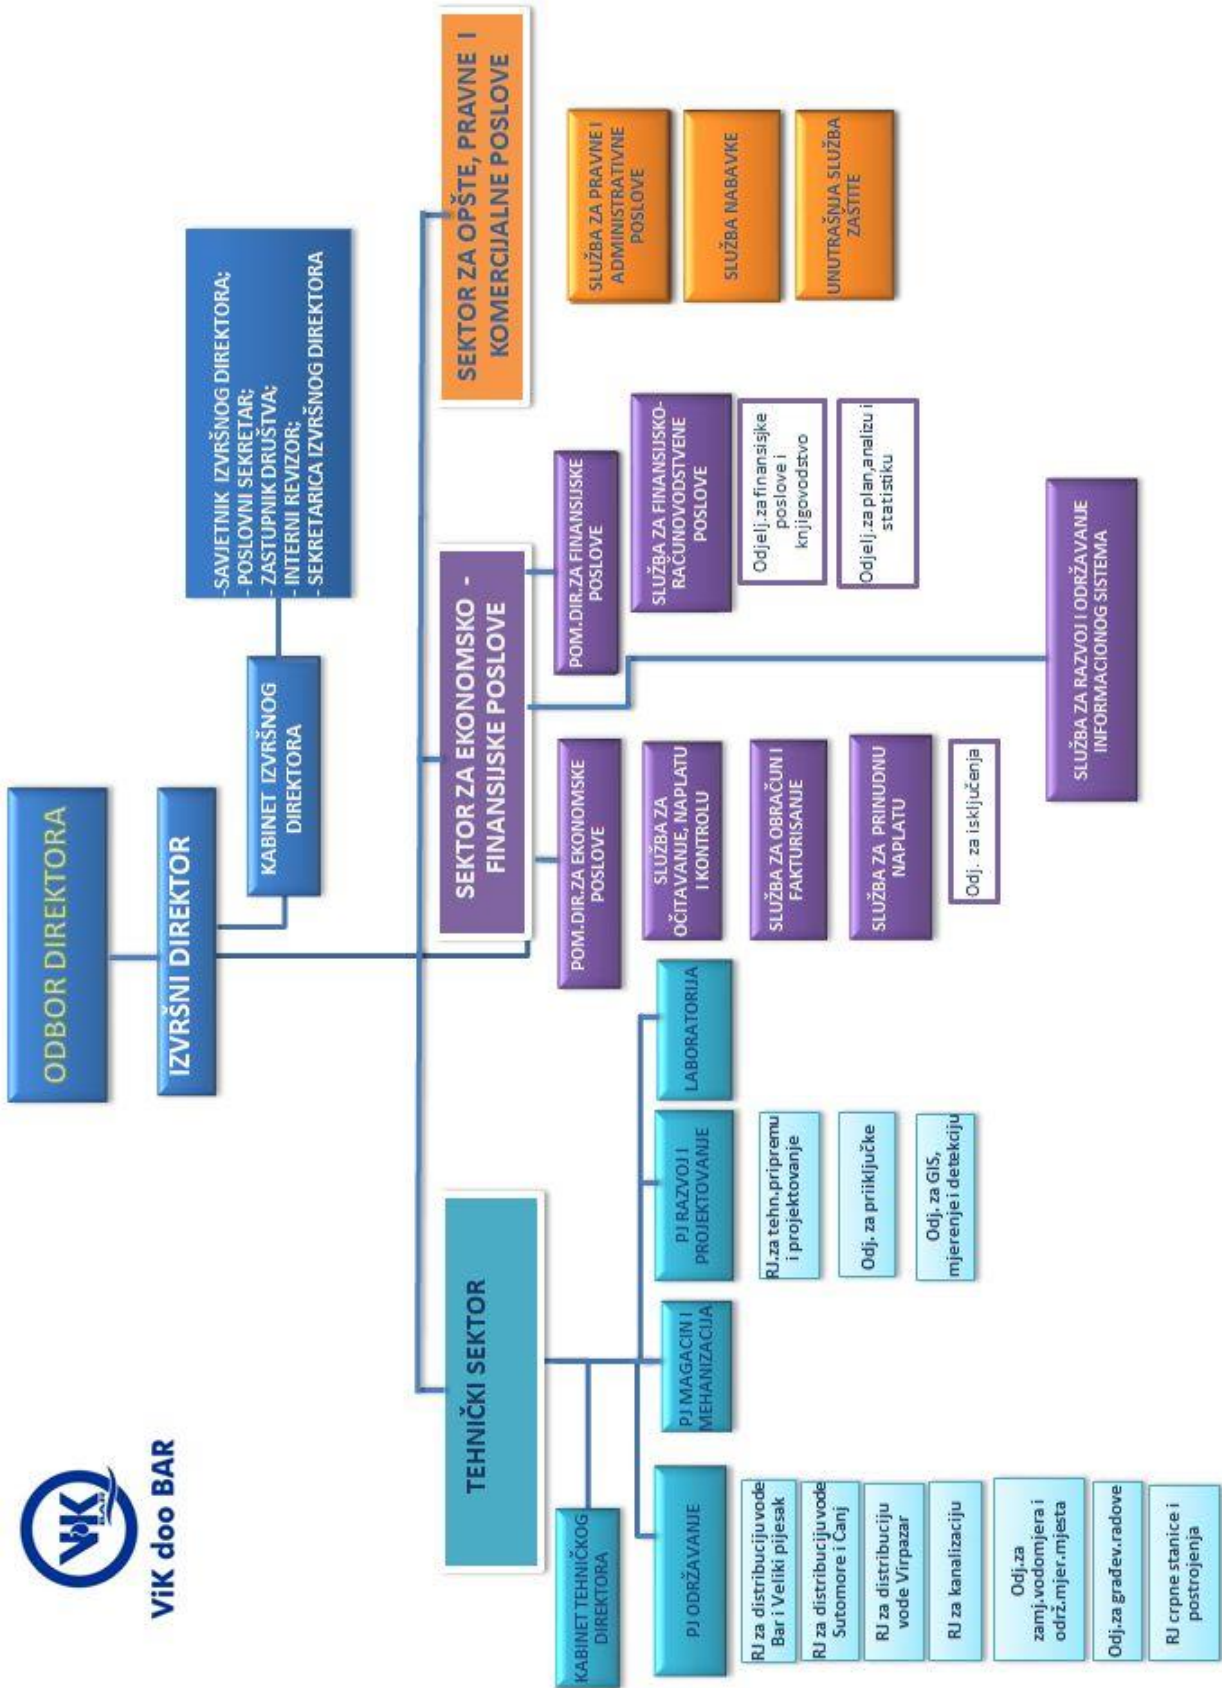 VIK
BAR
ViK doo BAR
ODBOR DIREKTORA
IZVRŠNI DIREKTOR
KABINET IZVRŠNOG
DIREKTORA
-SAVJETNIK IZVRŠNOG DIREKTORA;
- POSLOVNI SEKRETAR;
- ZASTUPNIK DRUŠTVA;
- INTERNI REVIZOR;
- SEKRETARICA IZVRŠNOG DIREKTORA
TEHNIČKI SEKTOR
SEKTOR ZA EKONOMSKO -
FINANSIJSKE POSLOVE
SEKTOR ZA OPŠTE, PRAVNE I
KOMERCIJALNE POSLOVE
KABINET TEHNIČKOG
DIREKTORA
PJ ODRŽAVANJE
RJ za distribuciju vode
Bar i Veliki pijesak
RJ za distribuciju vode
Sutomore i Čanj
RJ za distribuciju
vode Virpazar
RJ za kanalizaciju
Odj.za
zamj.vodomjera i
održ.mjer.mjesta
Odj.za građev.radove
RJ crpne stanice i
postrojenja
PJ MAGACIN I
MEHANIZACIJA
PJ RAZVOJ I
PROJEKTOVANJE
RJ.za tehn.pripremu
i projektovanje
Odj. za priiključke
Odj. za GIS,
mjerenje i detekciju
LABORATORIJA
POM.DIR.ZA EKONOMSKE
POSLOVE
SLUŽBA ZA
OČITAVANJE, NAPLATU
I KONTROLU
SLUŽBA ZA OBRAČUN I
FAKTURISANJE
SLUŽBA ZA PRINUDNU
NAPLATU
Odj. za isključenja
POM.DIR.ZA FINANSIJSKE
POSLOVE
SLUŽBA ZA FINANSIJSKO-
RAČUNOVODSTVENE
POSLOVE
Odjelj.za finansisjke
poslove i
knjigovodstvo
Odjelj.za plan,analizu i
statistiku
SLUŽBA ZA RAZVOJ I ODRŽAVANJE
INFORMACIONOG SISTEMA
SLUŽBA ZA PRAVNE I
ADMINISTRATIVNE
POSLOVE
SLUŽBA NABAVKE
UNUTRAŠNJA SLUŽBA
ZAŠTITE